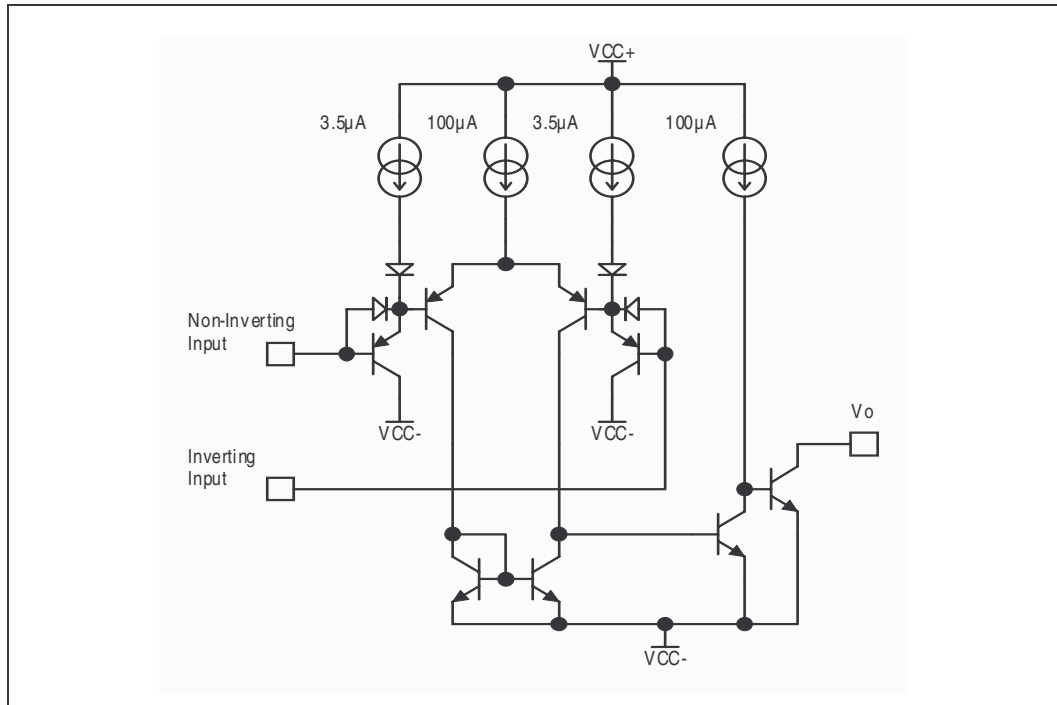 VCC+
3.5µA
100µA
3.5µA
100µA
Non-Inverting
Input
VCC-
VCC-
Vo
Inverting
Input
VCC-